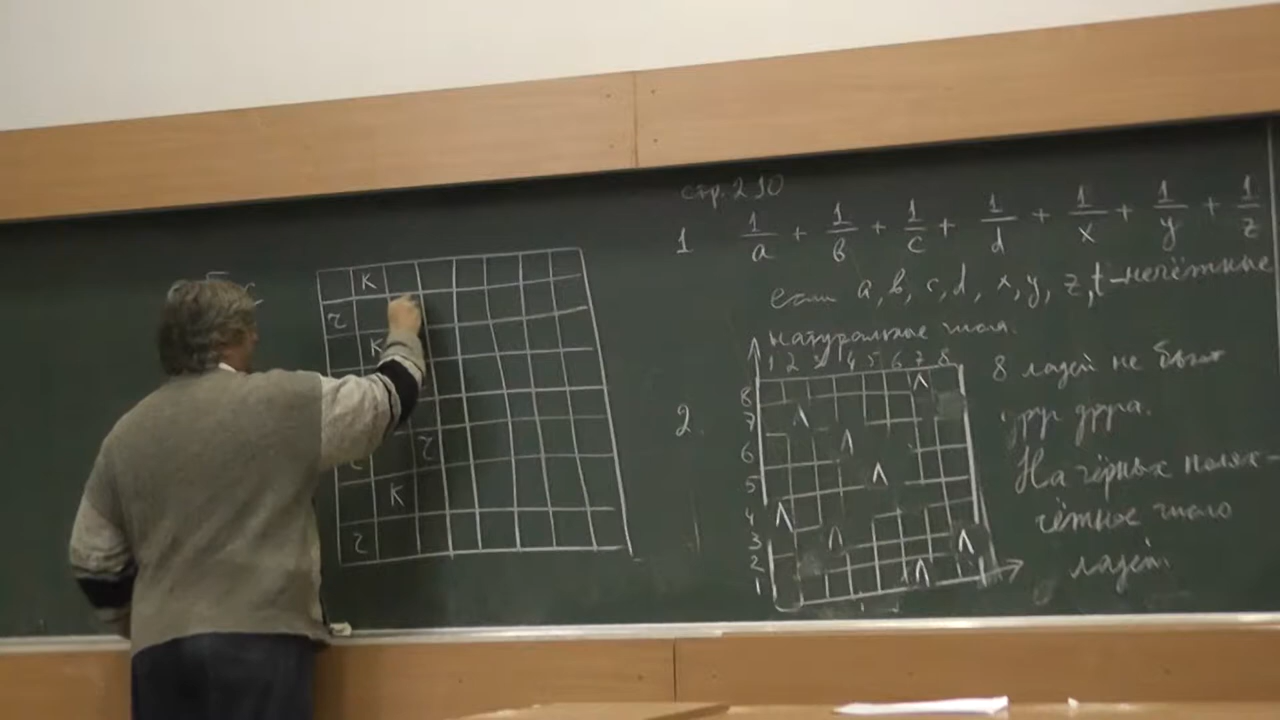 стр. 210
1 1/a + 1/в + 1/c + 1/d + 1/x + 1/y + 1/z
если a, в, c, d, x, y, z, t - нечётные
натуральные числа.
1 2 3 4 5 6 7 8
8 ладей не бьют
друг друга.
2.
На чёрных полях -
чётное число
ладей.
8
7
6
5
4
3
2
1
Л
Л
Л
Л
Л
Л
Л
Л
К
г
К
г
К
г